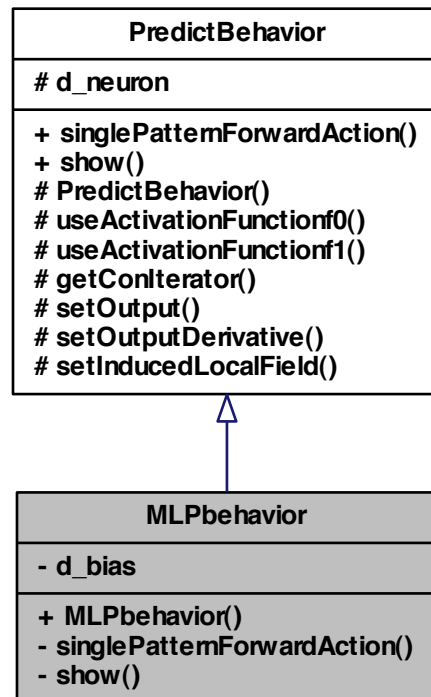 PredictBehavior
# d_neuron
+ singlePatternForwardAction()
+ show()
# PredictBehavior()
# useActivationFunctionf0()
# useActivationFunctionf1()
# getConIterator()
# setOutput()
# setOutputDerivative()
# setInducedLocalField()
MLPbehavior
- d_bias
+ MLPbehavior()
- singlePatternForwardAction()
- show()